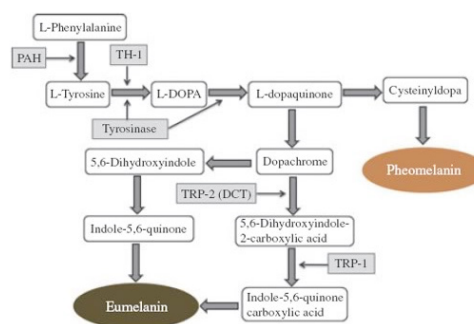 L-Phenylalanine
PAH
TH-1
L-Tyrosine
L-DOPA
L-dopaquinone
Cysteinyldopa
Tyrosinase
5,6-Dihydroxyindole
Dopachrome
Pheomelanin
TRP-2 (DCT)
Indole-5,6-quinone
5,6-Dihydroxyindole-
2-carboxylic acid
TRP-1
Eumelanin
Indole-5,6-quinone
carboxylic acid